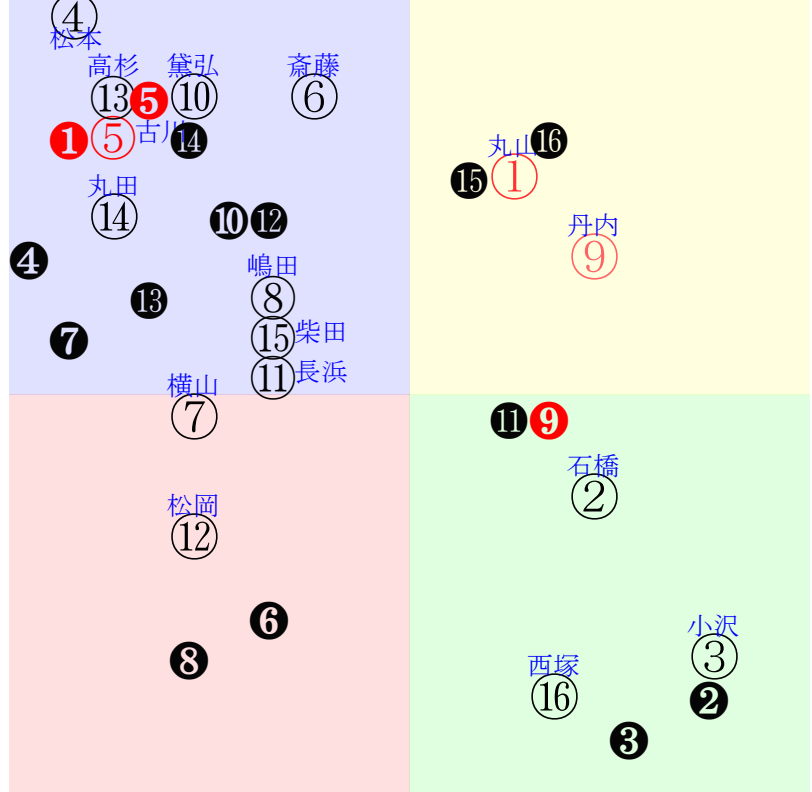 ④
松本
高杉 黛弘 斎藤
⑬ ❺ ⑩ ⑥
❶ ⑤ 古川 ⓮ 丸山 ⓰
⓯ ①
丸田
⑭ ❿ ⓬ 丹内
❹ 嶋田 ⑨
⓭ ⑧
❼ ⑮ 柴田
⑪ 長浜
横山
⑦ ⓫ ❾
石橋
②
松岡
⑫
❻ 小沢
❽ 西塚 ③
⑯ ❷
❸